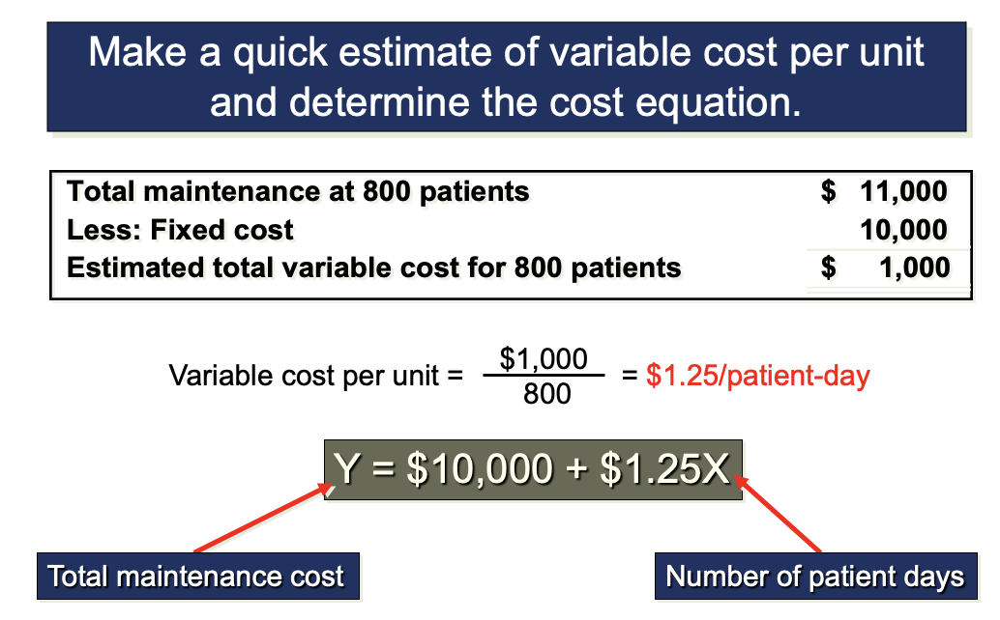 Make a quick estimate of variable cost per unit
and determine the cost equation.
Total maintenance at 800 patients $ 11,000
Less: Fixed cost 10,000
Estimated total variable cost for 800 patients $ 1,000
Variable cost per unit = $1,000 / 800 = $1.25/patient-day
Y = $10,000 + $1.25X
Total maintenance cost
Number of patient days